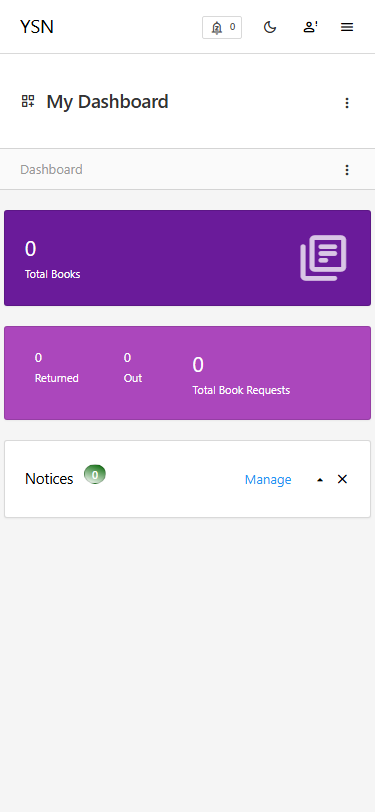 YSN
0
My Dashboard
Dashboard
0
Total Books
0
Returned
0
Out
0
Total Book Requests
Notices 0 Manage